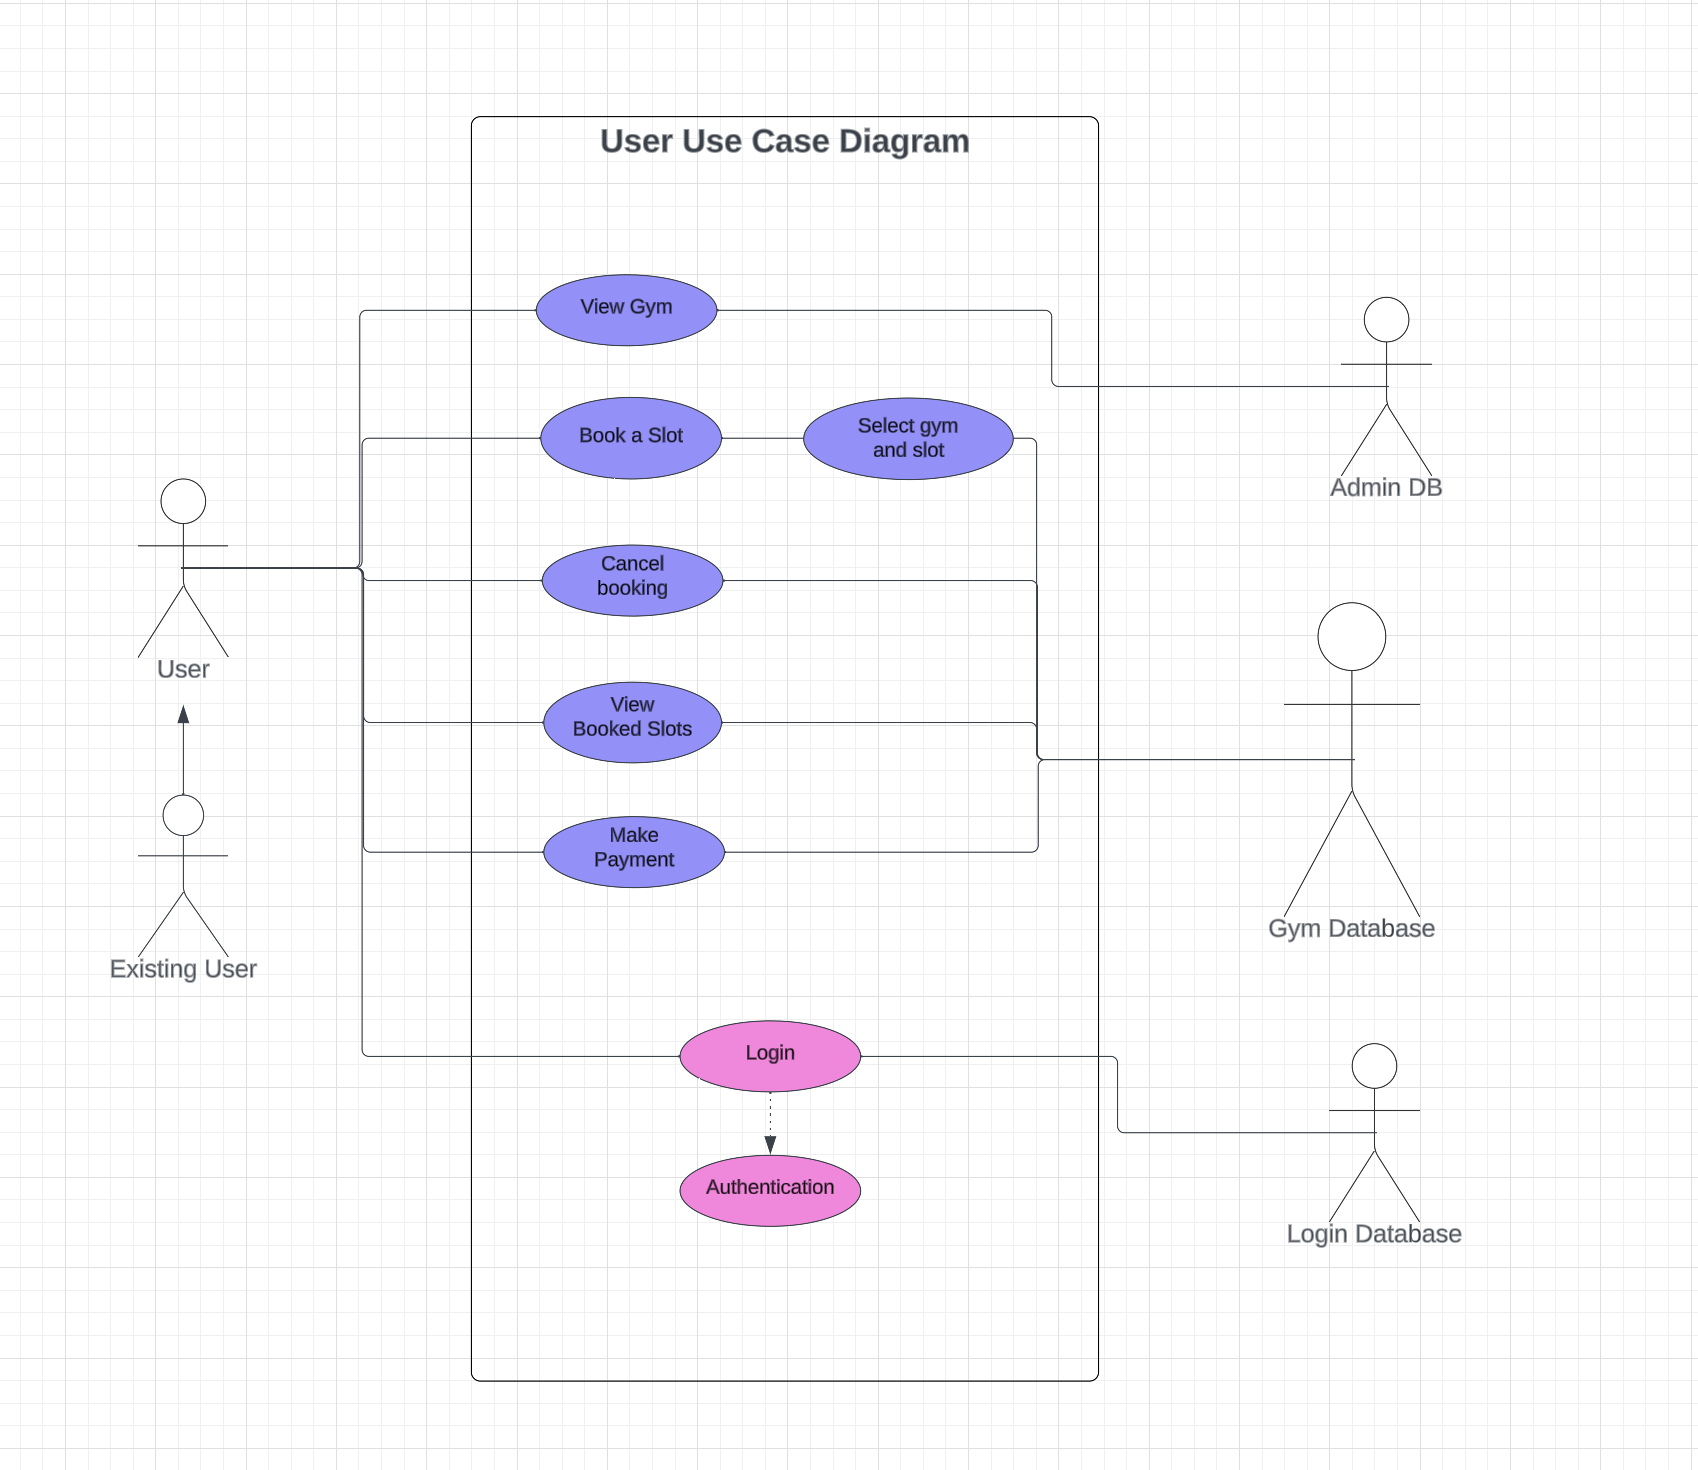 User Use Case Diagram
View Gym
Book a Slot
Select gym
and slot
Admin DB
Cancel
booking
User
View
Booked Slots
Make
Payment
Gym Database
Existing User
Login
Authentication
Login Database